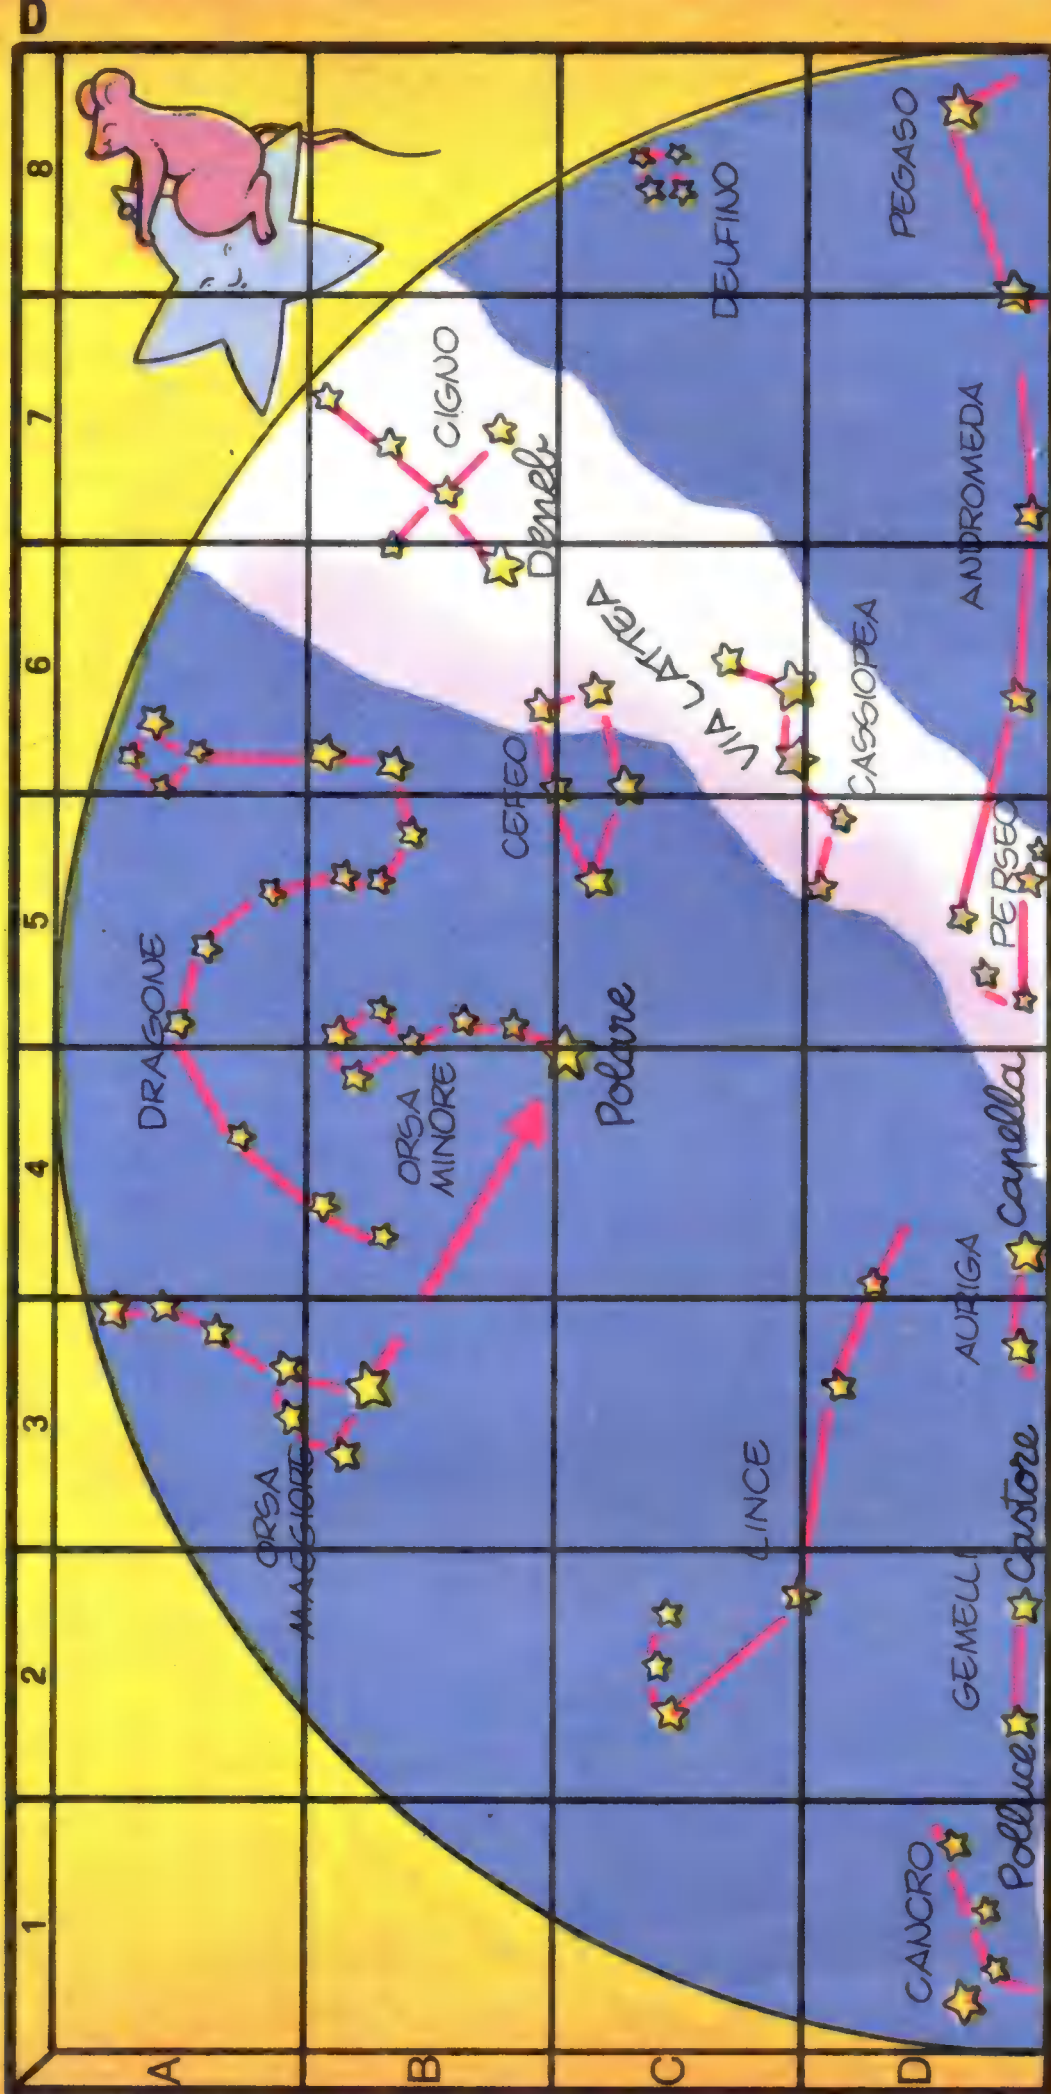 D
1 2 3 4 5 6 7 8
A
B
C
D
DRAGONE
ORSA
MAGGIORE
ORSA
MINORE
CIGNO
Deneb
CEFEO
Polare
VIA LATTEA
DELFINO
LINCE
CASSIOPEA
CANCRO
Polluce
GEMELLI
Castore
AURIGA
Capella
PERSEO
ANDROMEDA
PEGASO